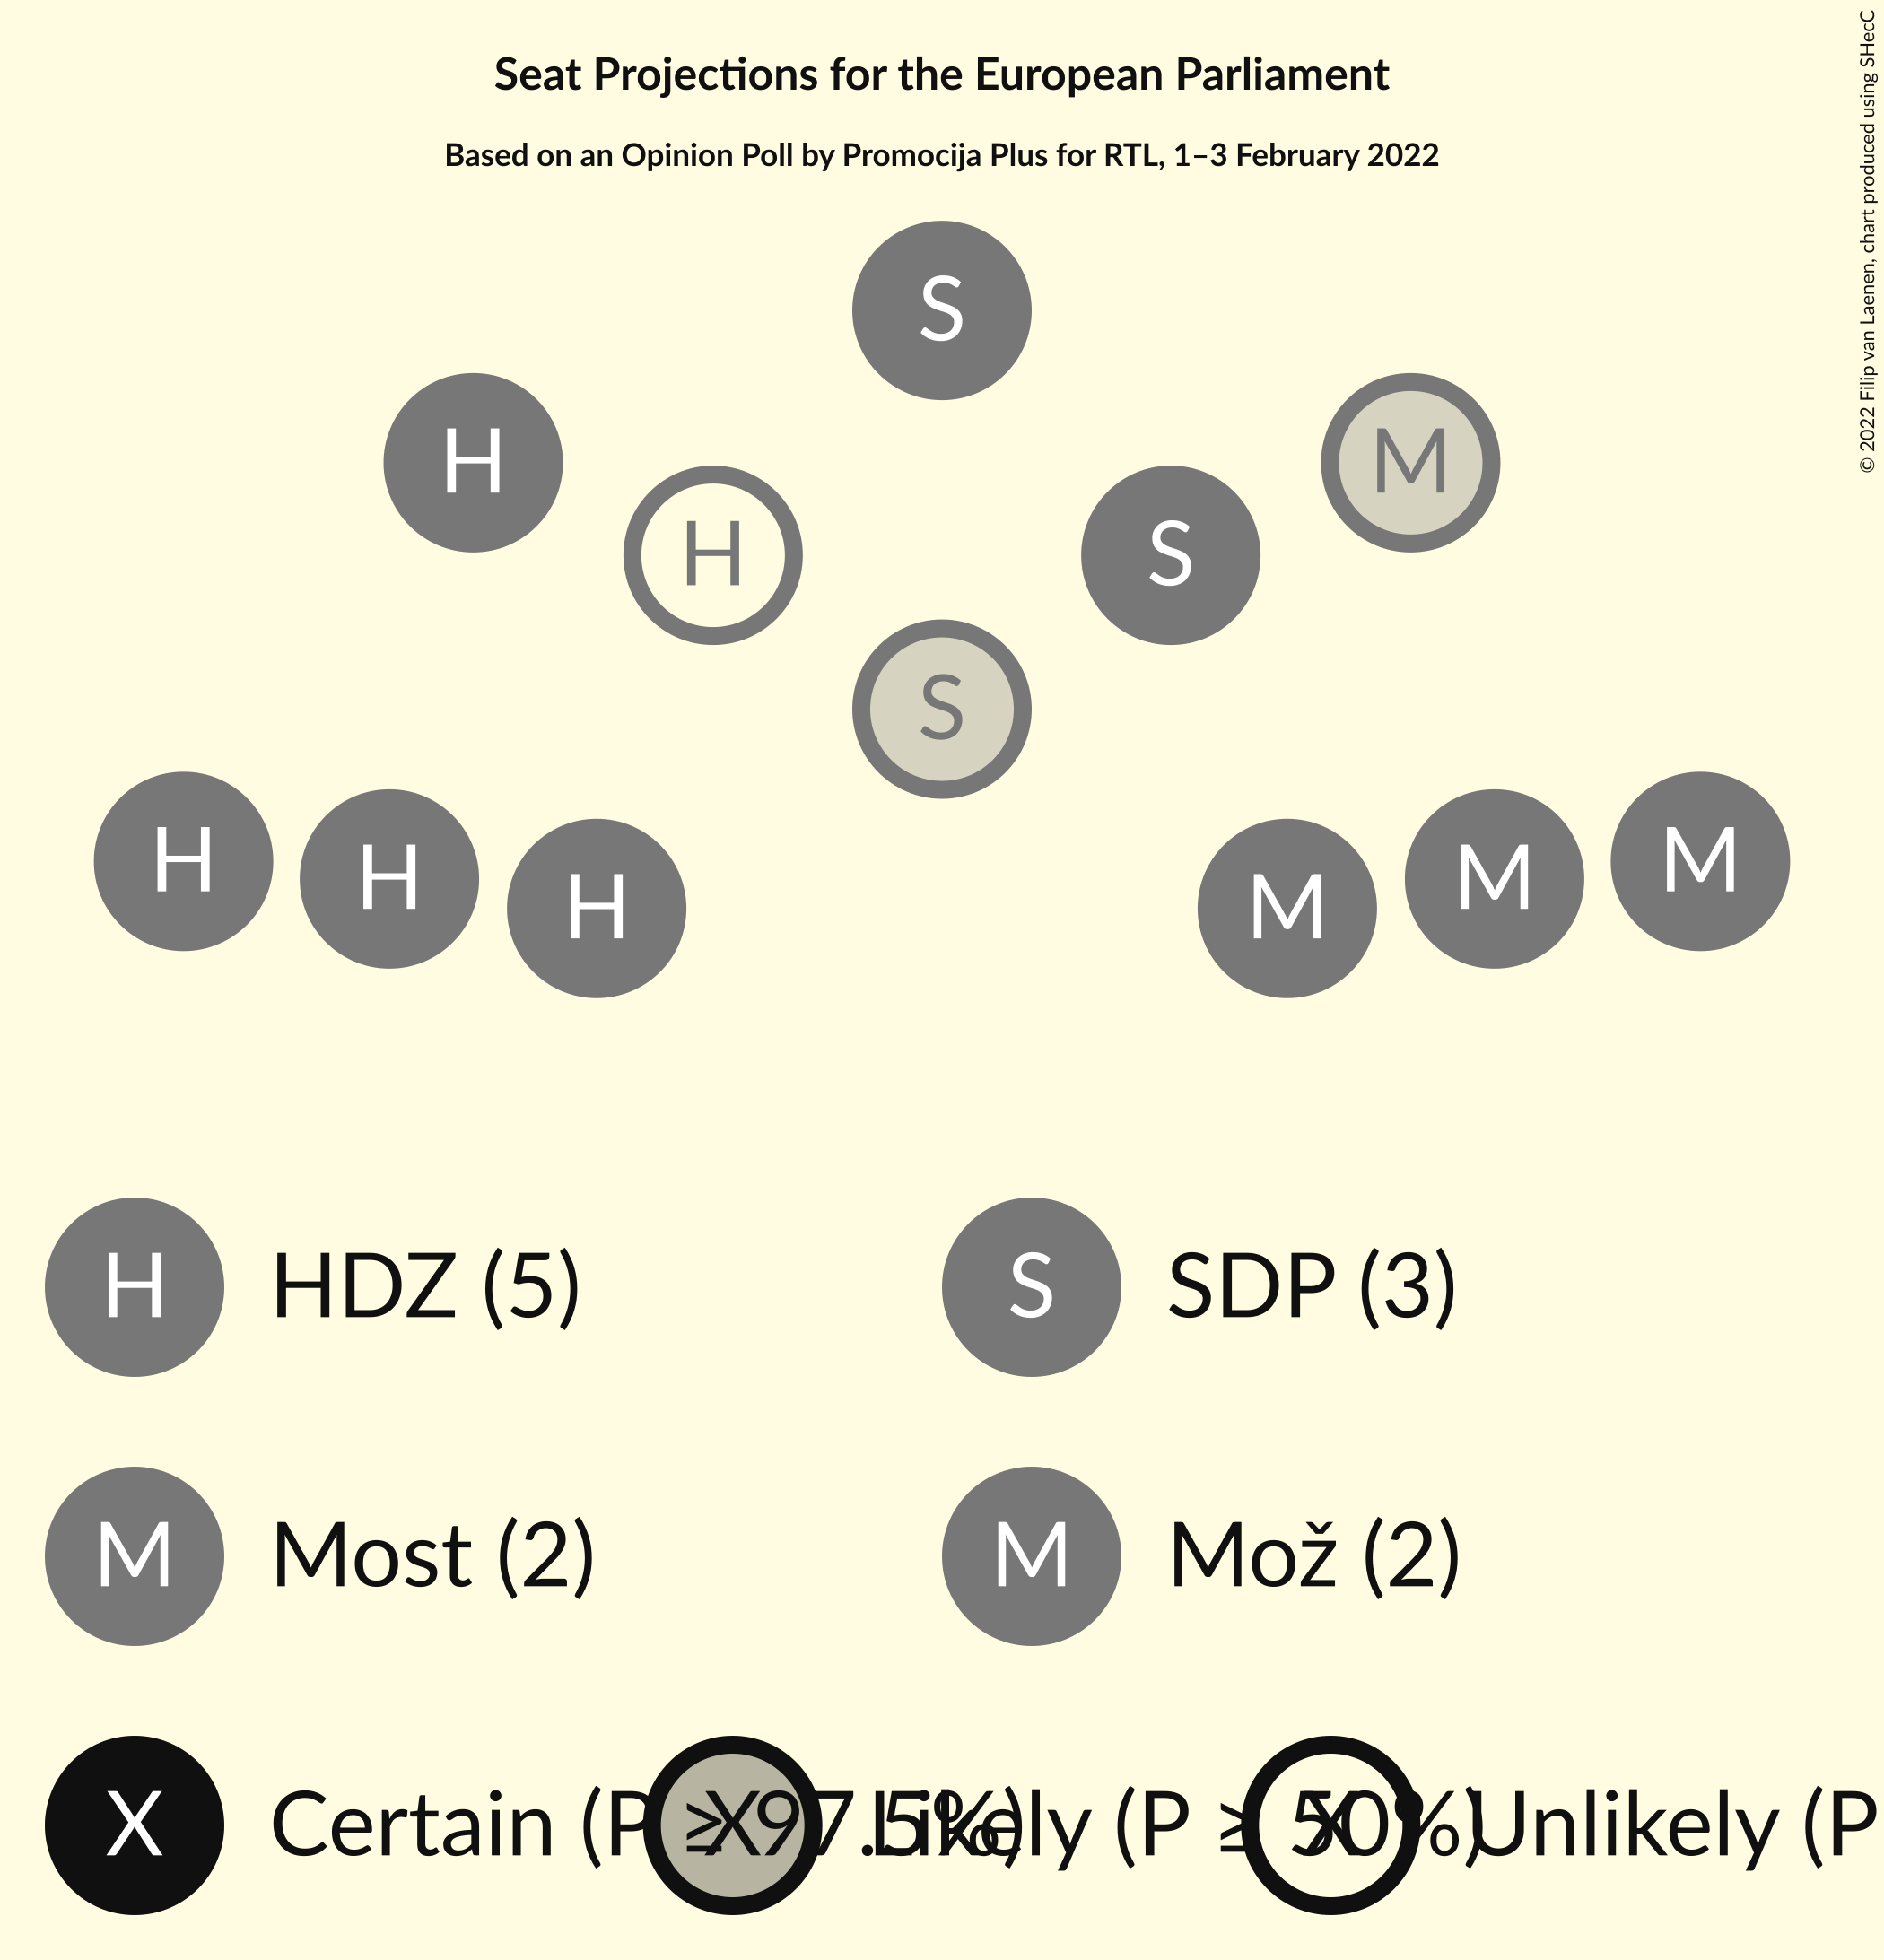 Seat Projections for the European Parliament
Based on an Opinion Poll by Promocija Plus for RTL, 1–3 February 2022
© 2022 Filip van Laenen, chart produced using SHecC
S
H
M
H
S
S
H
H
H
M
M
M
H HDZ (5)
S SDP (3)
M Most (2)
M Mož (2)
X Certain (P ≥ 97.5%)
X Likely (P ≥ 50%)
X Unlikely (P